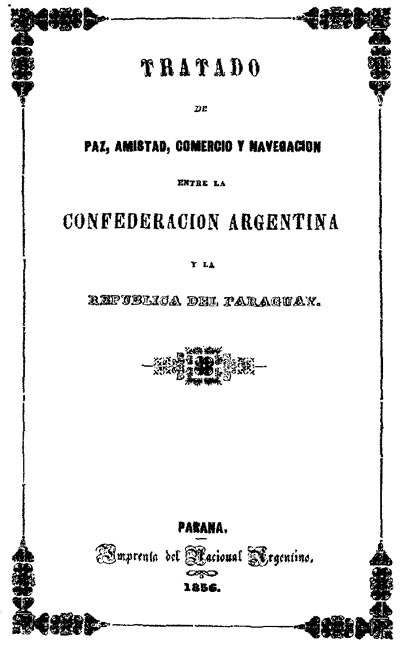 TRATADO
DE
PAZ, AMISTAD, COMERCIO Y NAVEGACION
ENTRE LA
CONFEDERACION ARGENTINA
Y LA
REPUBLICA DEL PARAGUAY.
PARANA.
Imprenta del Nacional Argentino,
1856.